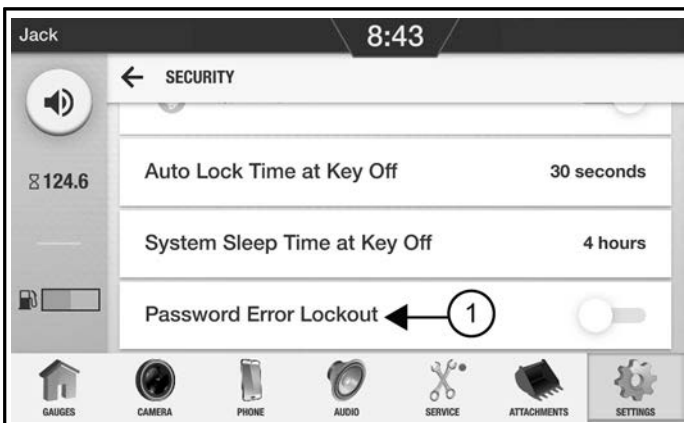 Jack
8:43
SECURITY
124.6
Auto Lock Time at Key Off 30 seconds
System Sleep Time at Key Off 4 hours
Password Error Lockout 1
GAUGES CAMERA PHONE AUDIO SERVICE ATTACHMENTS SETTINGS